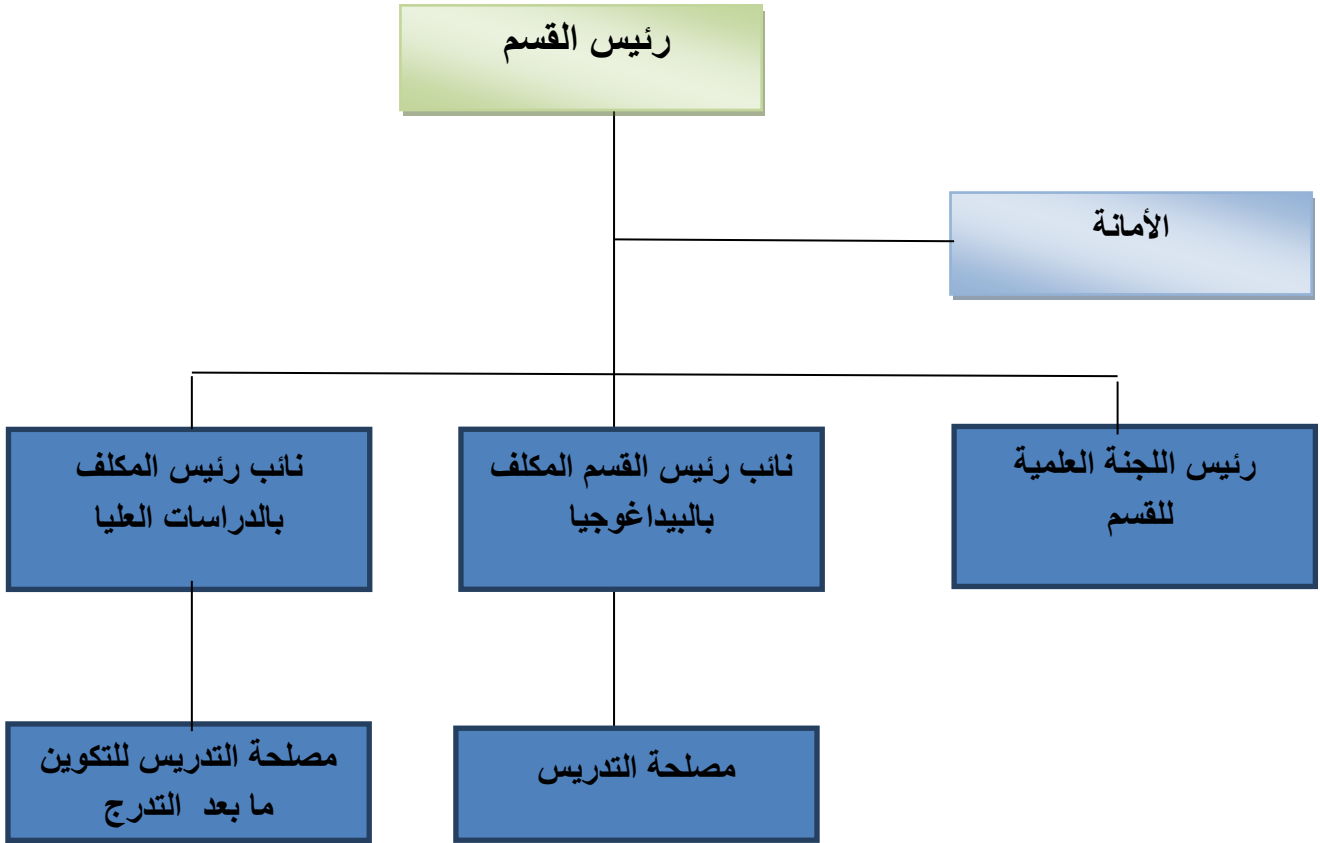 رئيس القسم
الأمانة
رئيس اللجنة العلمية
للقسم
نائب رئيس القسم المكلف
بالبيداغوجيا
نائب رئيس المكلف
بالدراسات العليا
مصلحة التدريس
مصلحة التدريس للتكوين
ما بعد التدرج